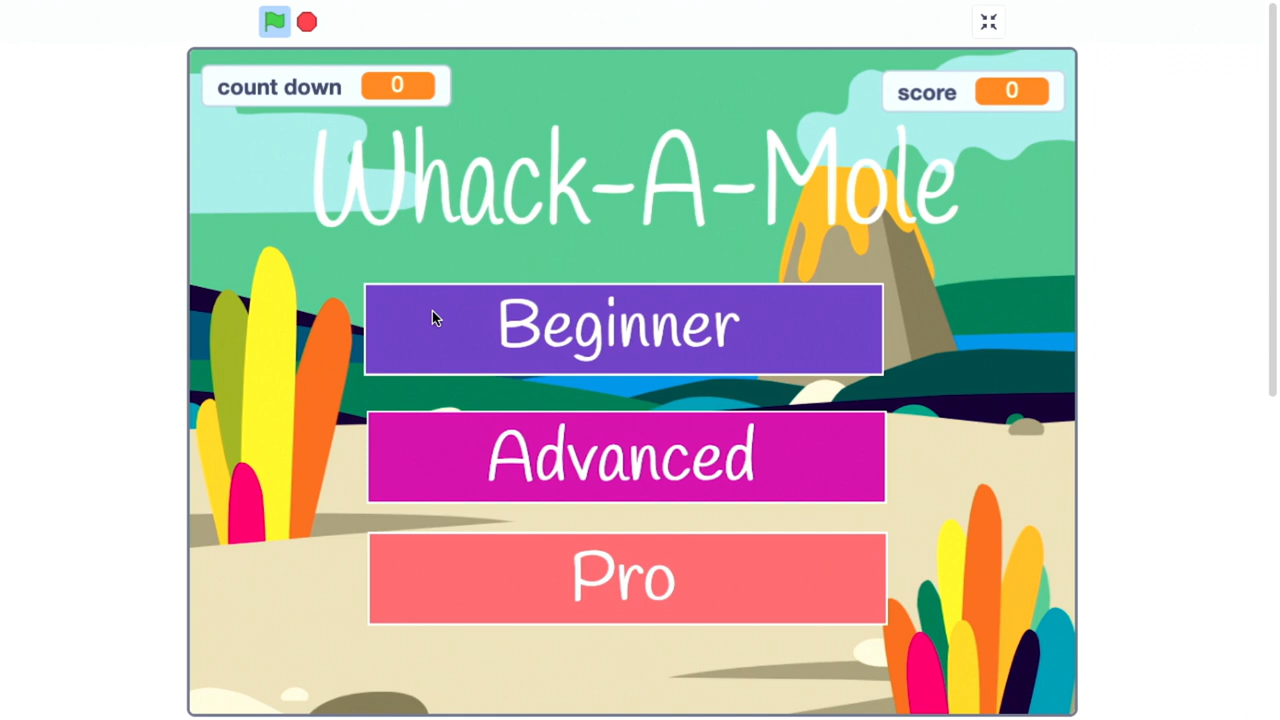 count down 0
score 0
Whack-A-Mole
Beginner
Advanced
Pro